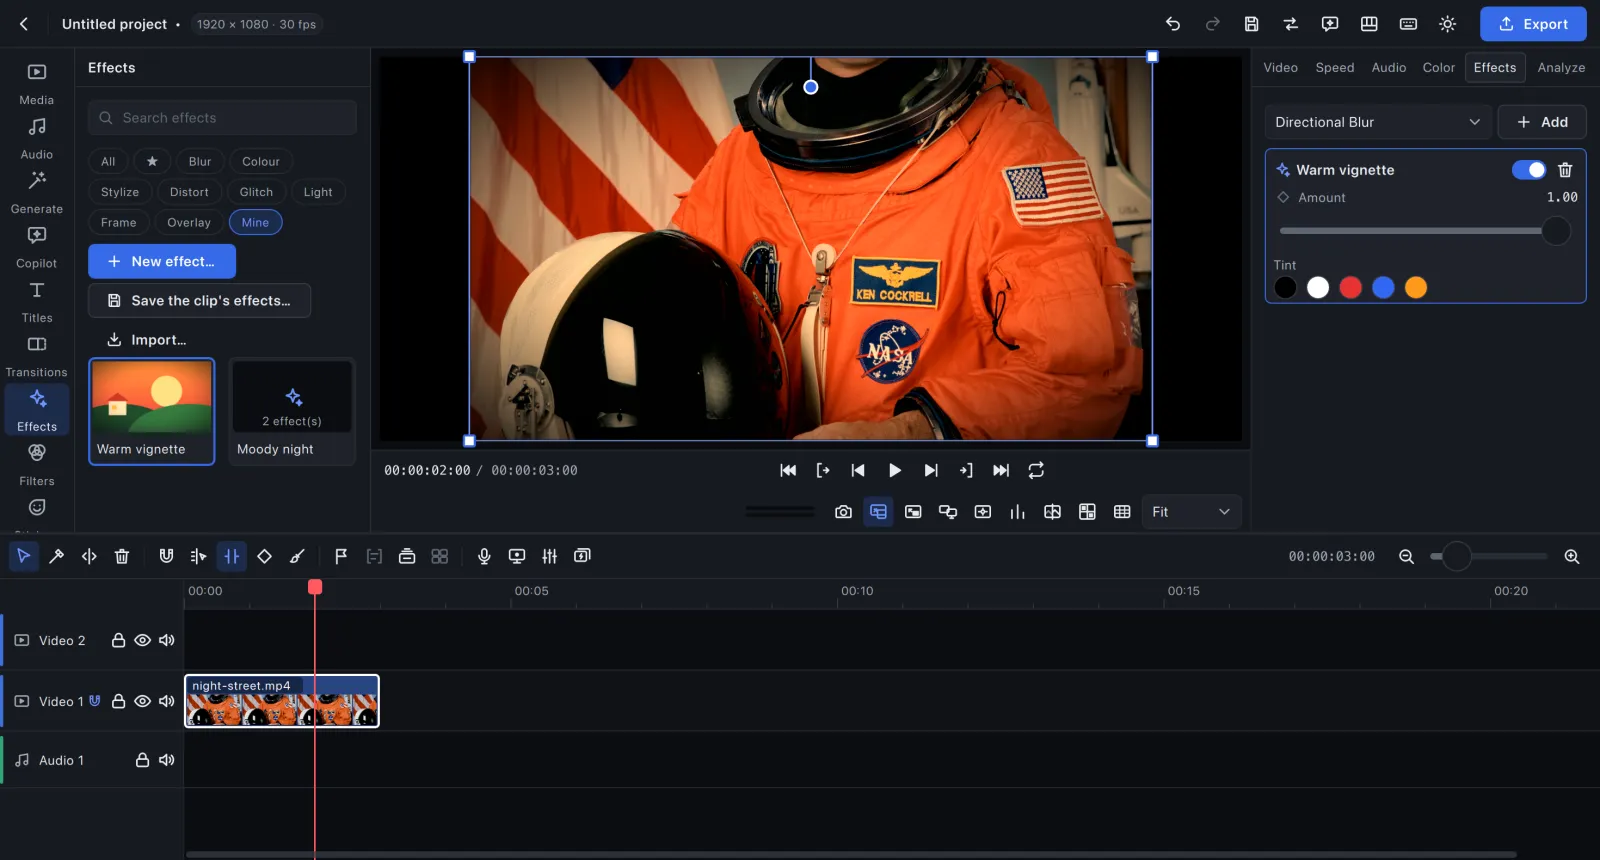 Untitled project •
1920 × 1080 · 30 fps
Export
Media
Audio
Generate
Copilot
Titles
Transitions
Effects
Filters
Effects
Search effects
All
Blur
Colour
Stylize
Distort
Glitch
Light
Frame
Overlay
Mine
New effect...
Save the clip's effects...
Import...
Warm vignette
2 effect(s)
Moody night
USA
KEN COCKRELL
NASA
00:00:02:00 / 00:00:03:00
Fit
Video
Speed
Audio
Color
Effects
Analyze
Directional Blur
Add
Warm vignette
Amount
1.00
Tint
00:00:03:00
00:00
00:05
00:10
00:15
00:20
Video 2
Video 1
night-street.mp4
Audio 1